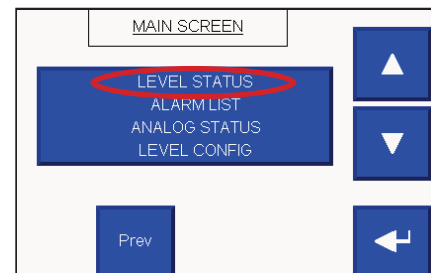 MAIN SCREEN
LEVEL STATUS
ALARM LIST
ANALOG STATUS
LEVEL CONFIG
Prev